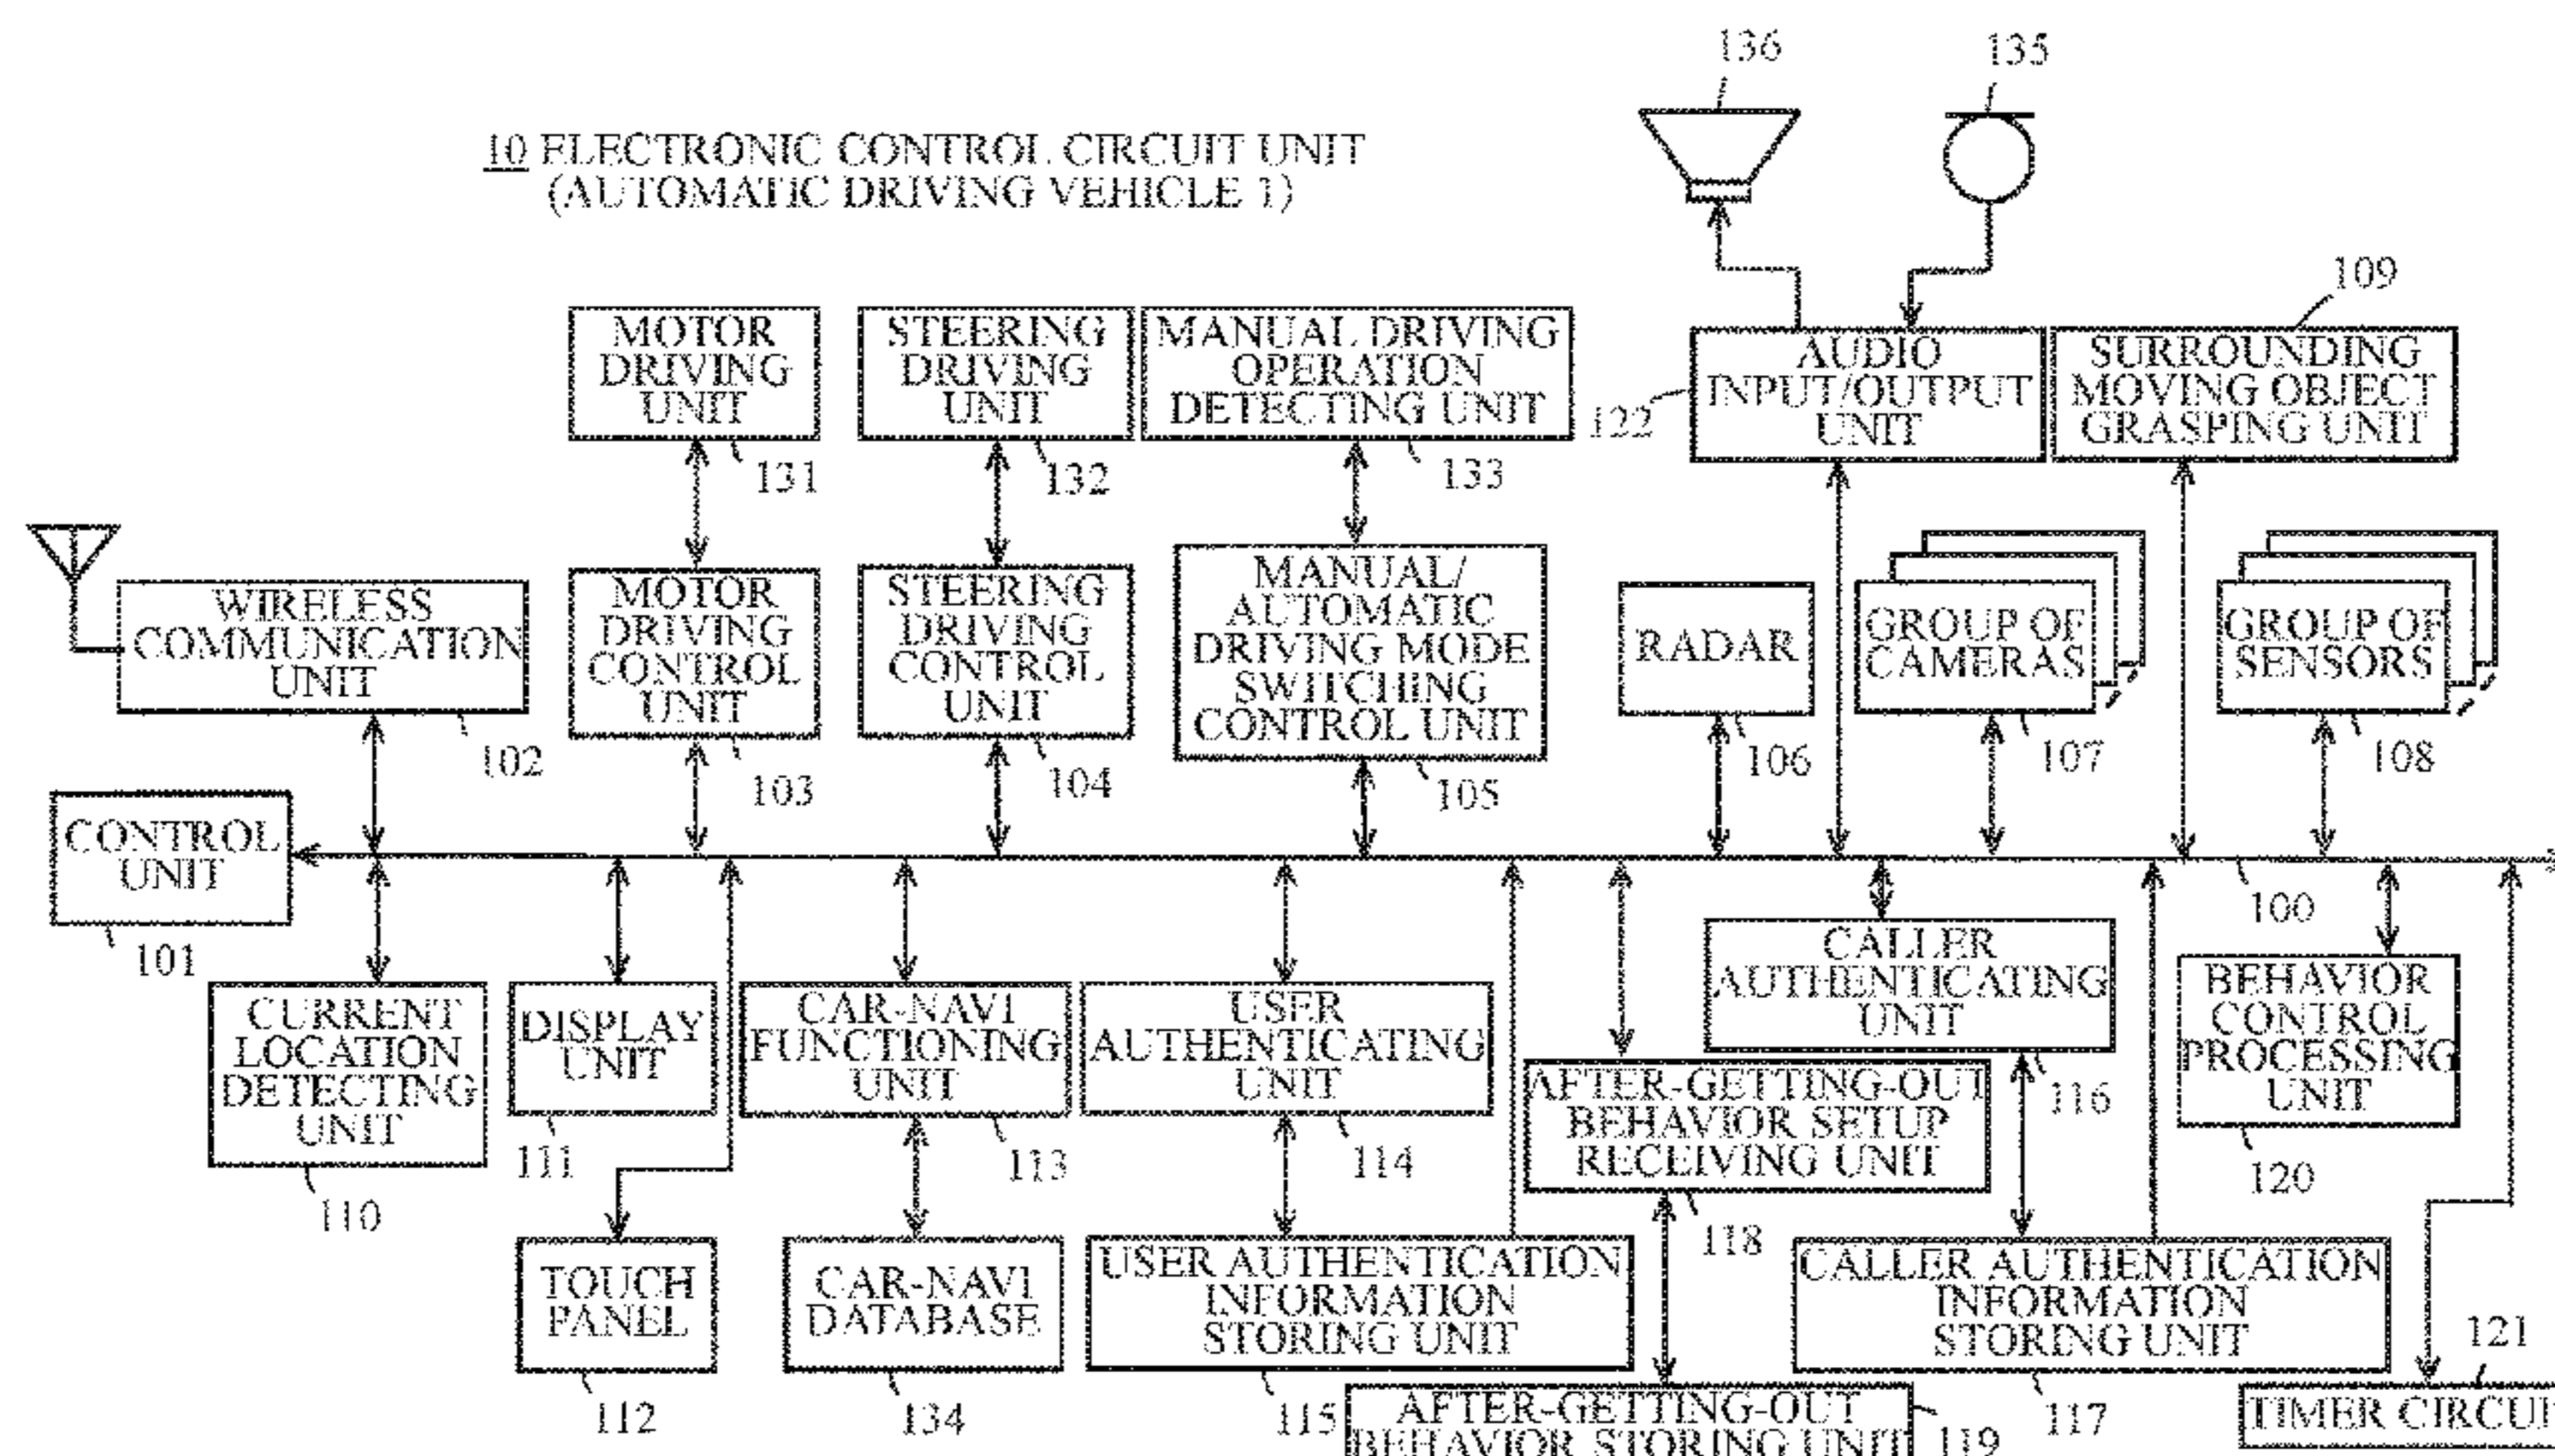 136
135
10 ELECTRONIC CONTROL CIRCUIT UNIT
(AUTOMATIC DRIVING VEHICLE 1)
109
MOTOR
DRIVING
UNIT
131
STEERING
DRIVING
UNIT
132
MANUAL DRIVING
OPERATION
DETECTING UNIT
133
122
AUDIO
INPUT/OUTPUT
UNIT
SURROUNDING
MOVING OBJECT
GRASPING UNIT
WIRELESS
COMMUNICATION
UNIT
102
MOTOR
DRIVING
CONTROL
UNIT
103
STEERING
DRIVING
CONTROL
UNIT
104
MANUAL/
AUTOMATIC
DRIVING MODE
SWITCHING
CONTROL UNIT
105
RADAR
106
GROUP OF
CAMERAS
107
GROUP OF
SENSORS
108
CONTROL
UNIT
101
100
CURRENT
LOCATION
DETECTING
UNIT
110
DISPLAY
UNIT
111
CAR-NAVI
FUNCTIONING
UNIT
113
USER
AUTHENTICATING
UNIT
114
CALLER
AUTHENTICATING
UNIT
116
BEHAVIOR
CONTROL
PROCESSING
UNIT
120
AFTER-GETTING-OUT
BEHAVIOR SETUP
RECEIVING UNIT
118
TOUCH
PANEL
112
CAR-NAVI
DATABASE
134
USER AUTHENTICATION
INFORMATION
STORING UNIT
115
CALLER AUTHENTICATION
INFORMATION
STORING UNIT
117
121
AFTER-GETTING-OUT
BEHAVIOR STORING UNIT
119
TIMER CIRCUI